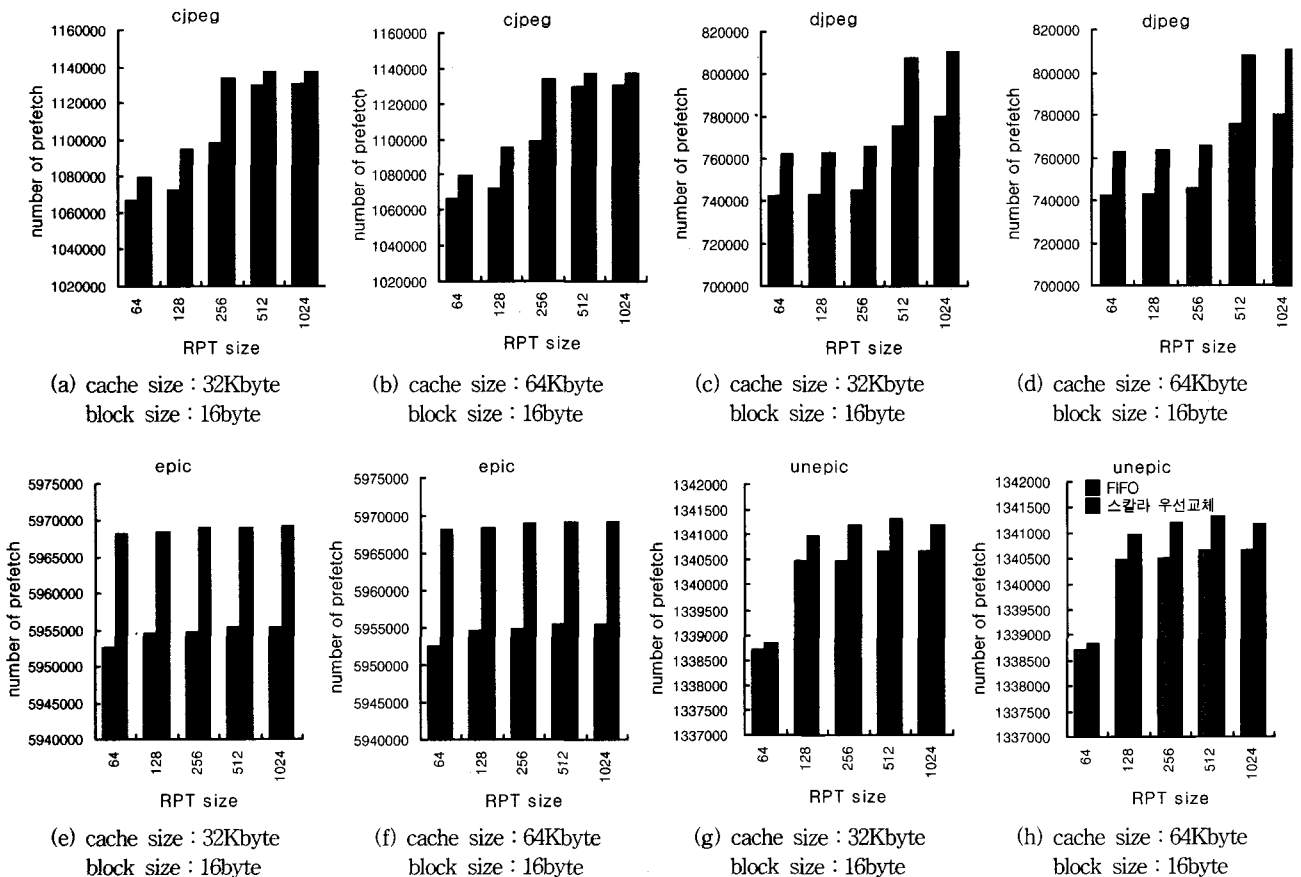 cjpeg
1160000
1140000
1120000
1100000
1080000
1060000
1040000
1020000
number of prefetch
64
128
256
512
1024
RPT size
(a) cache size : 32Kbyte
block size : 16byte
cjpeg
1160000
1140000
1120000
1100000
1080000
1060000
1040000
1020000
number of prefetch
64
128
256
512
1024
RPT size
(b) cache size : 64Kbyte
block size : 16byte
djpeg
820000
800000
780000
760000
740000
720000
700000
number of prefetch
64
128
256
512
1024
RPT size
(c) cache size : 32Kbyte
block size : 16byte
djpeg
820000
800000
780000
760000
740000
720000
700000
number of prefetch
64
128
256
512
1024
RPT size
(d) cache size : 64Kbyte
block size : 16byte
epic
5975000
5970000
5965000
5960000
5955000
5950000
5945000
5940000
number of prefetch
64
128
256
512
1024
RPT size
(e) cache size : 32Kbyte
block size : 16byte
epic
5975000
5970000
5965000
5960000
5955000
5950000
5945000
5940000
number of prefetch
64
128
256
512
1024
RPT size
(f) cache size : 64Kbyte
block size : 16byte
unepic
1342000
1341500
1341000
1340500
1340000
1339500
1339000
1338500
1338000
1337500
1337000
number of prefetch
64
128
256
512
1024
RPT size
(g) cache size : 32Kbyte
block size : 16byte
unepic
1342000
1341500
1341000
1340500
1340000
1339500
1339000
1338500
1338000
1337500
1337000
number of prefetch
FIFO
스칼라 우선교체
64
128
256
512
1024
RPT size
(h) cache size : 64Kbyte
block size : 16byte